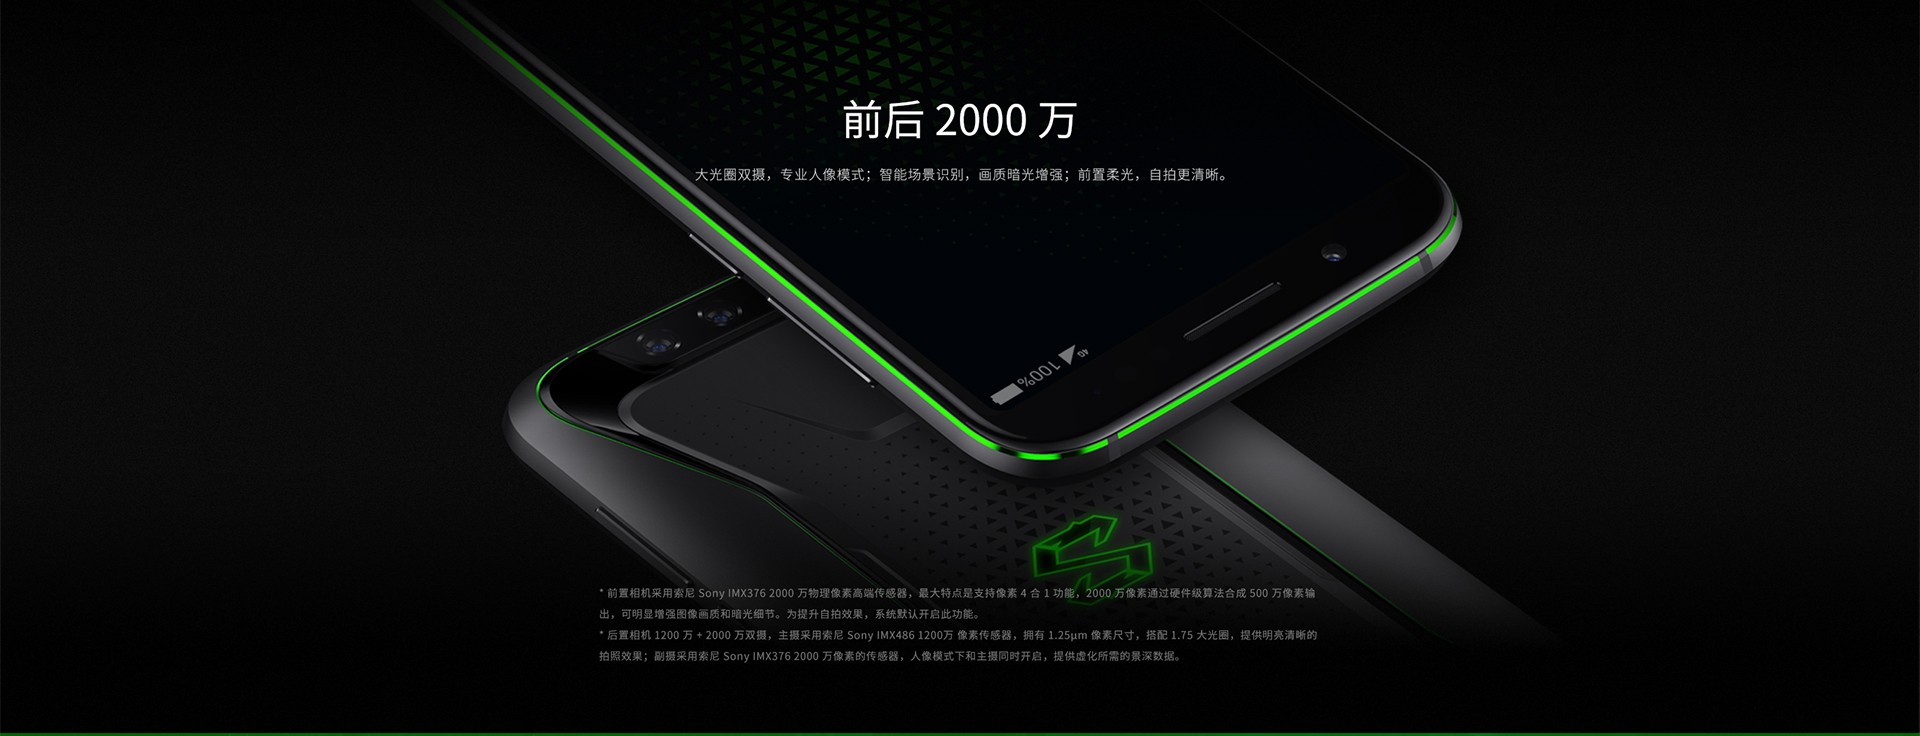 前后 2000 万
大光圈双摄，专业人像模式；智能场景识别，画质暗光增强；前置柔光，自拍更清晰。
4G
100%
* 前置相机采用索尼 Sony IMX376 2000 万物理像素高端传感器，最大特点是支持像素 4 合 1 功能，2000 万像素通过硬件级算法合成 500 万像素输
出，可明显增强图像画质和暗光细节。为提升自拍效果，系统默认开启此功能。
* 后置相机 1200 万 + 2000 万双摄，主摄采用索尼 Sony IMX486 1200万 像素传感器，拥有 1.25μm 像素尺寸，搭配 1.75 大光圈，提供明亮清晰的
拍照效果；副摄采用索尼 Sony IMX376 2000 万像素的传感器，人像模式下和主摄同时开启，提供虚化所需的景深数据。